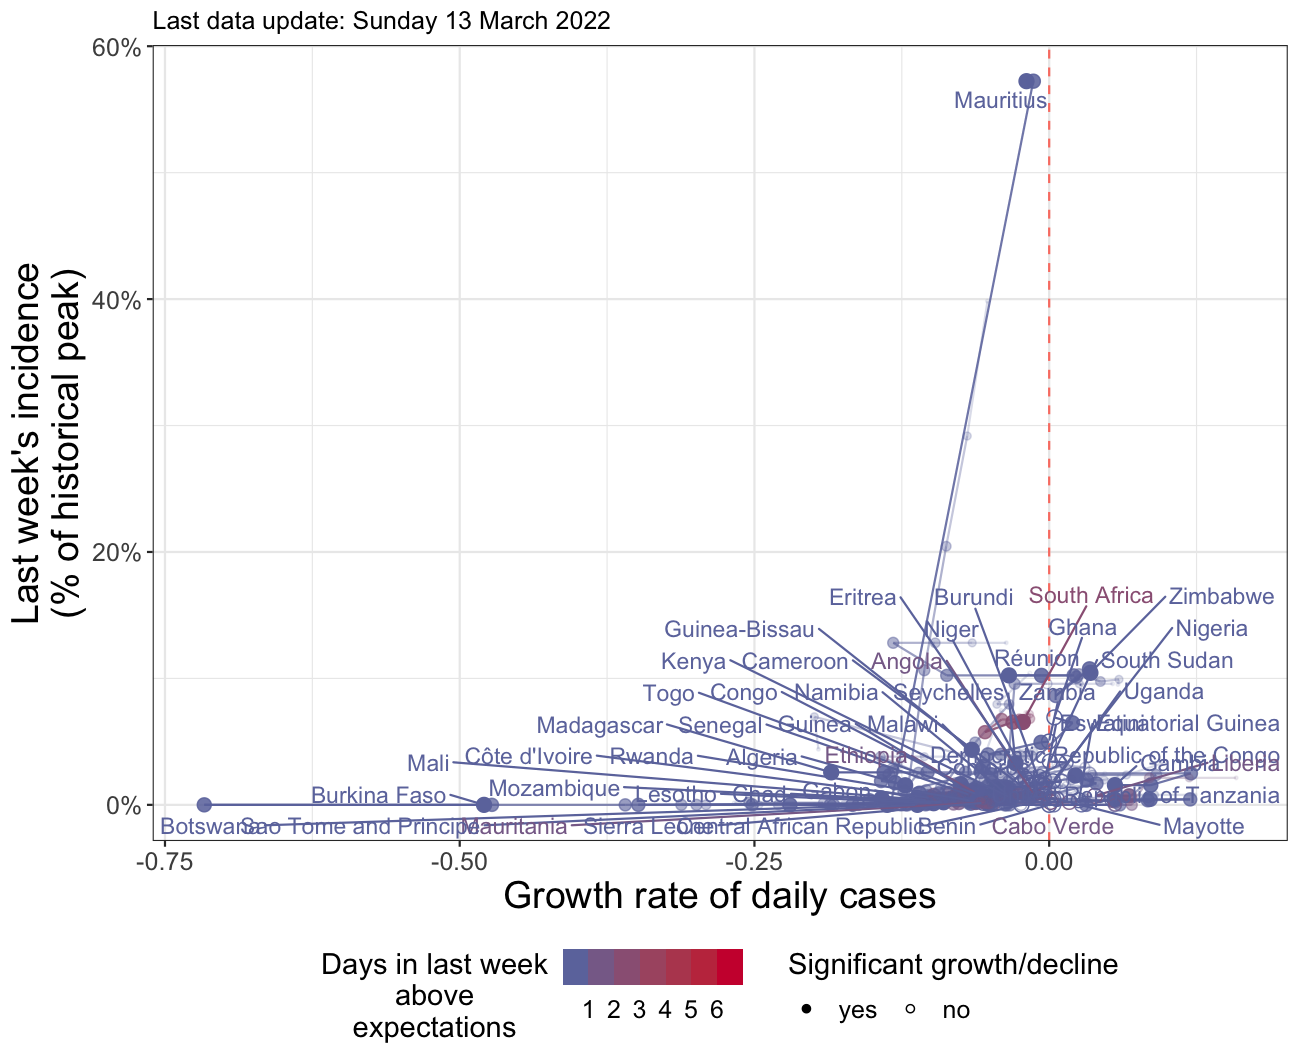 Last data update: Sunday 13 March 2022
Last week's incidence
(% of historical peak)
60%
40%
20%
0%
Mauritius
Eritrea
Burundi
South Africa
Zimbabwe
Guinea-Bissau
Niger
Ghana
Nigeria
Kenya
Cameroon
Angola
Réunion
South Sudan
Togo
Congo
Namibia
Seychelles
Zambia
Uganda
Madagascar
Senegal
Guinea
Malawi
Eswatini
Equatorial Guinea
Mali
Côte d'Ivoire
Rwanda
Algeria
Ethiopia
Democratic Republic of the Congo
Gambia
Liberia
Burkina Faso
Mozambique
Lesotho
Chad
Gabon
of Tanzania
Botswana
Sao Tome and Principe
Mauritania
Sierra Leone
Central African Republic
Benin
Cabo Verde
Mayotte
-0.75
-0.50
-0.25
0.00
Growth rate of daily cases
Days in last week
above
expectations
1 2 3 4 5 6
Significant growth/decline
yes
no